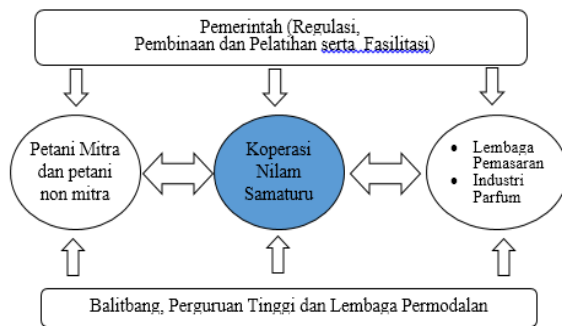 Pemerintah (Regulasi,
Pembinaan dan Pelatihan serta Fasilitasi)
Petani Mitra
dan petani
non mitra
Koperasi
Nilam
Samaturu
• Lembaga
Pemasaran
• Industri
Parfum
Balitbang, Perguruan Tinggi dan Lembaga Permodalan